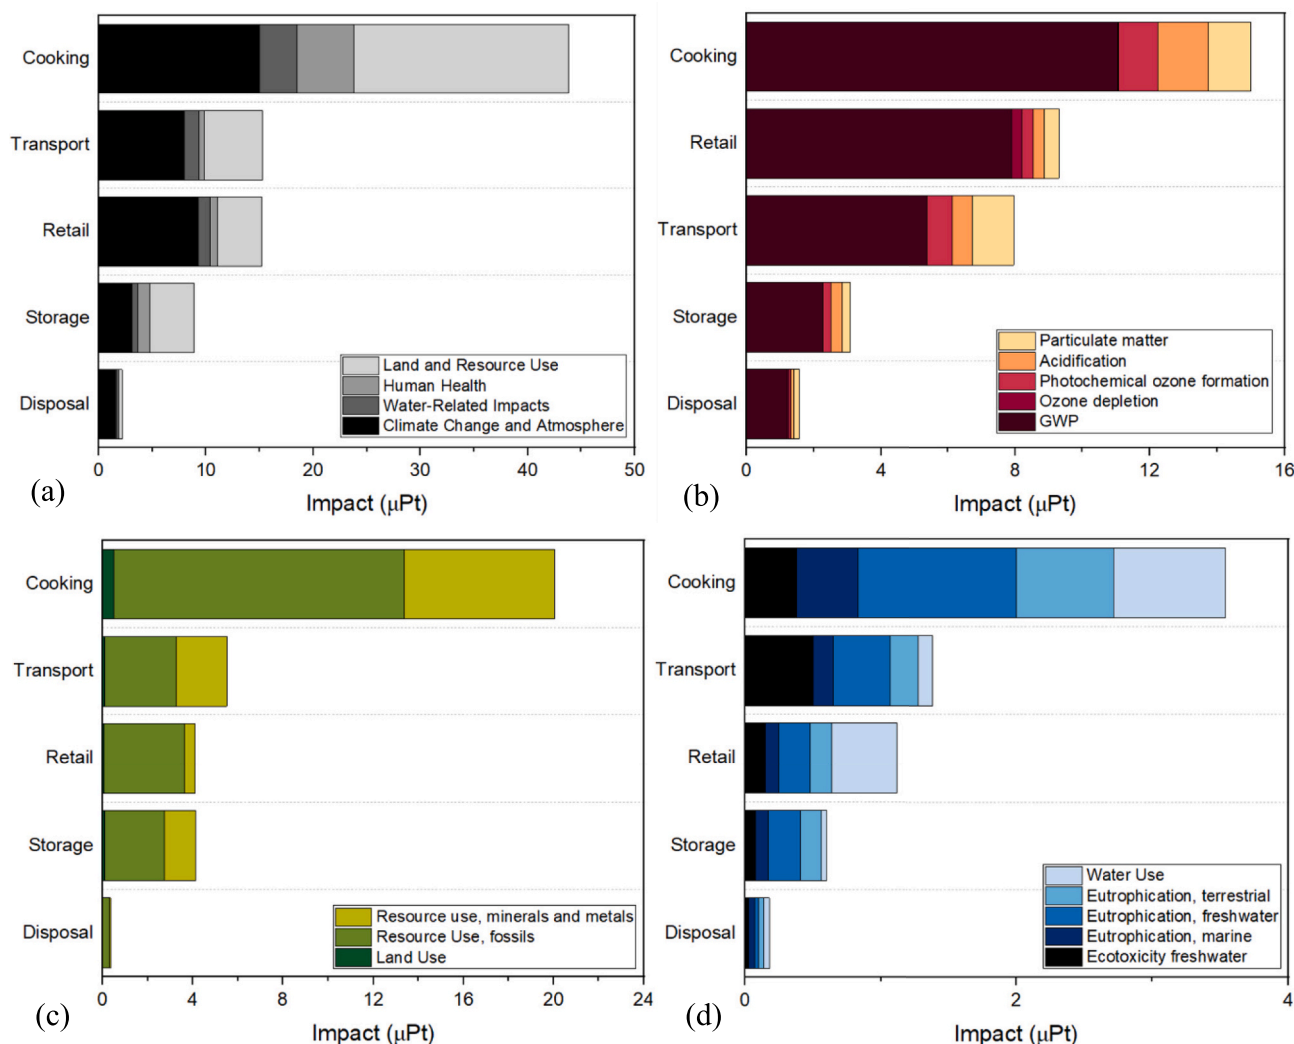 Cooking
Transport
Retail
Storage
Disposal
Land and Resource Use
Human Health
Water-Related Impacts
Climate Change and Atmosphere
0 10 20 30 40 50
(a)
Impact (μPt)
Cooking
Retail
Transport
Storage
Disposal
Particulate matter
Acidification
Photochemical ozone formation
Ozone depletion
GWP
0 4 8 12 16
(b)
Impact (μPt)
Cooking
Transport
Retail
Storage
Disposal
Resource use, minerals and metals
Resource Use, fossils
Land Use
0 4 8 12 16 20 24
(c)
Impact (μPt)
Cooking
Transport
Retail
Storage
Disposal
Water Use
Eutrophication, terrestrial
Eutrophication, freshwater
Eutrophication, marine
Ecotoxicity freshwater
0 2 4
(d)
Impact (μPt)